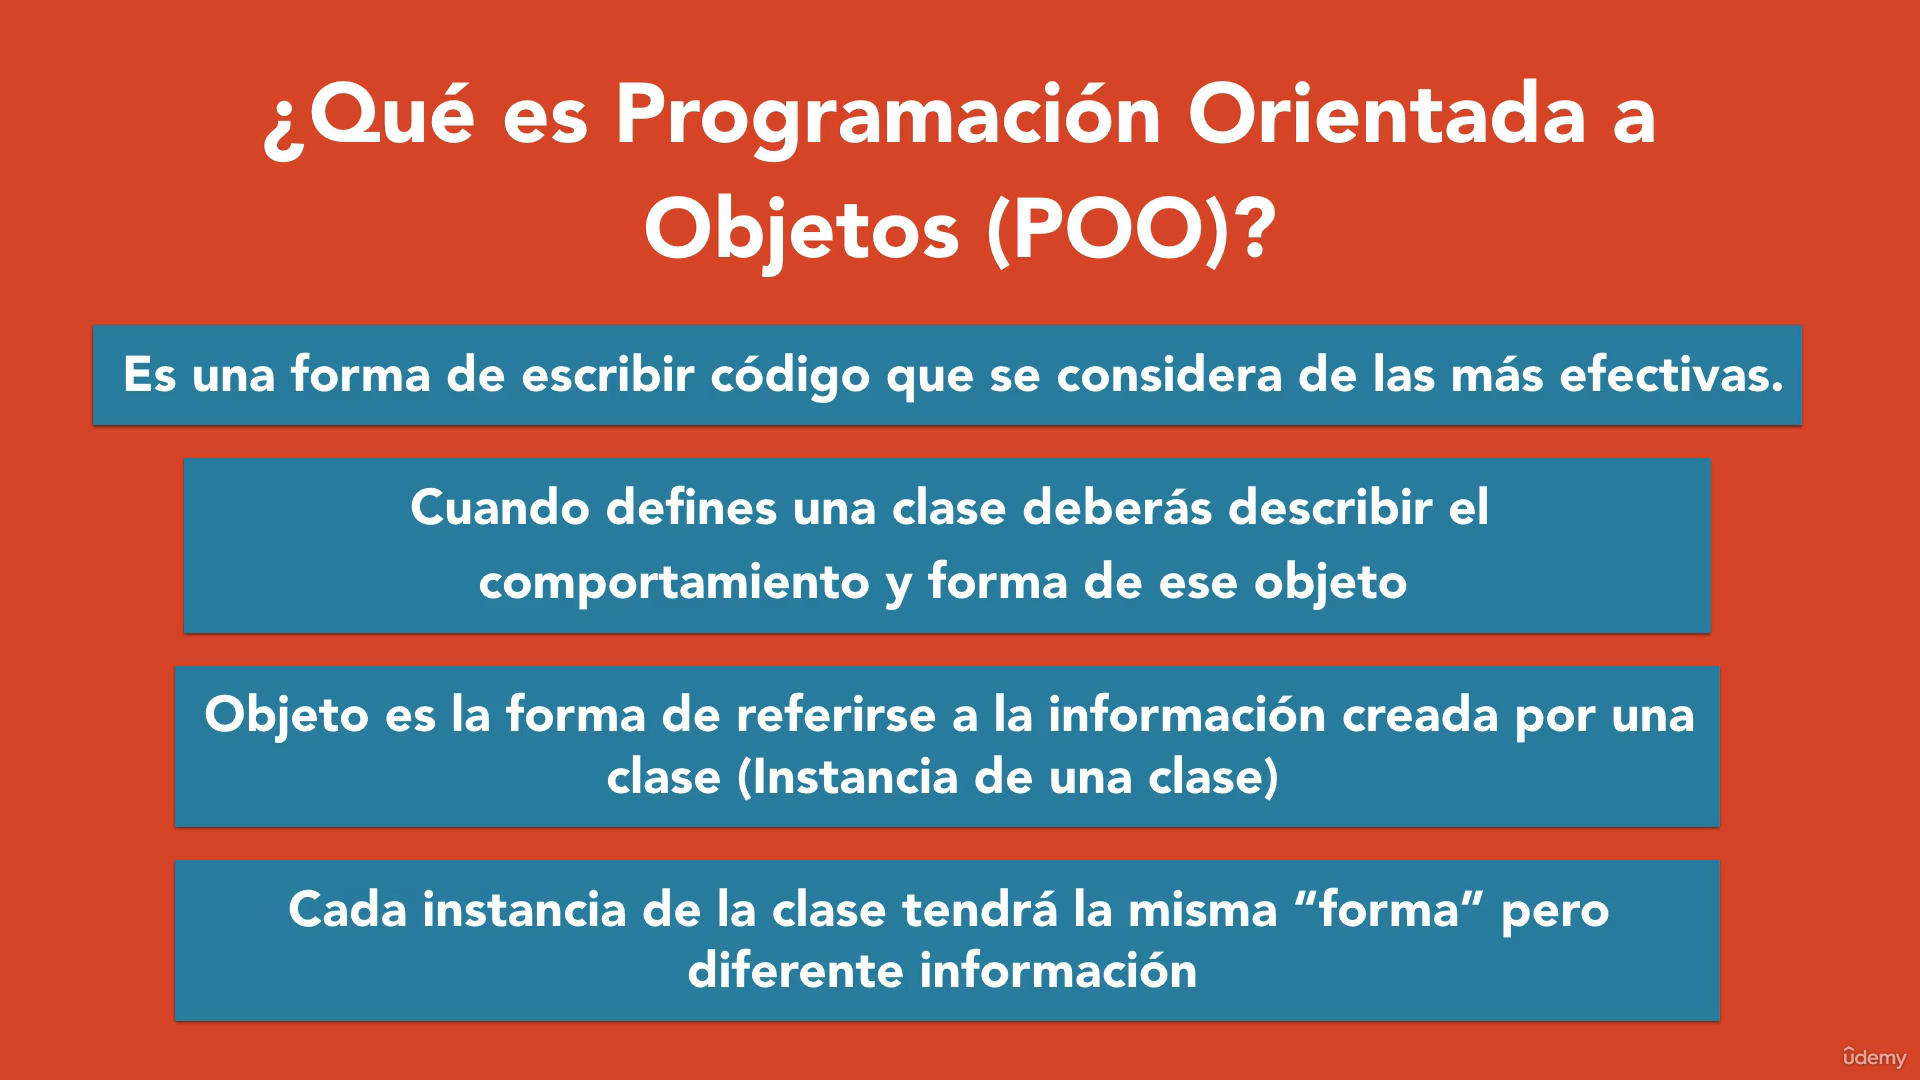 ¿Qué es Programación Orientada a
Objetos (POO)?
Es una forma de escribir código que se considera de las más efectivas.
Cuando defines una clase deberás describir el
comportamiento y forma de ese objeto
Objeto es la forma de referirse a la información creada por una
clase (Instancia de una clase)
Cada instancia de la clase tendrá la misma “forma” pero
diferente información
ûdemy